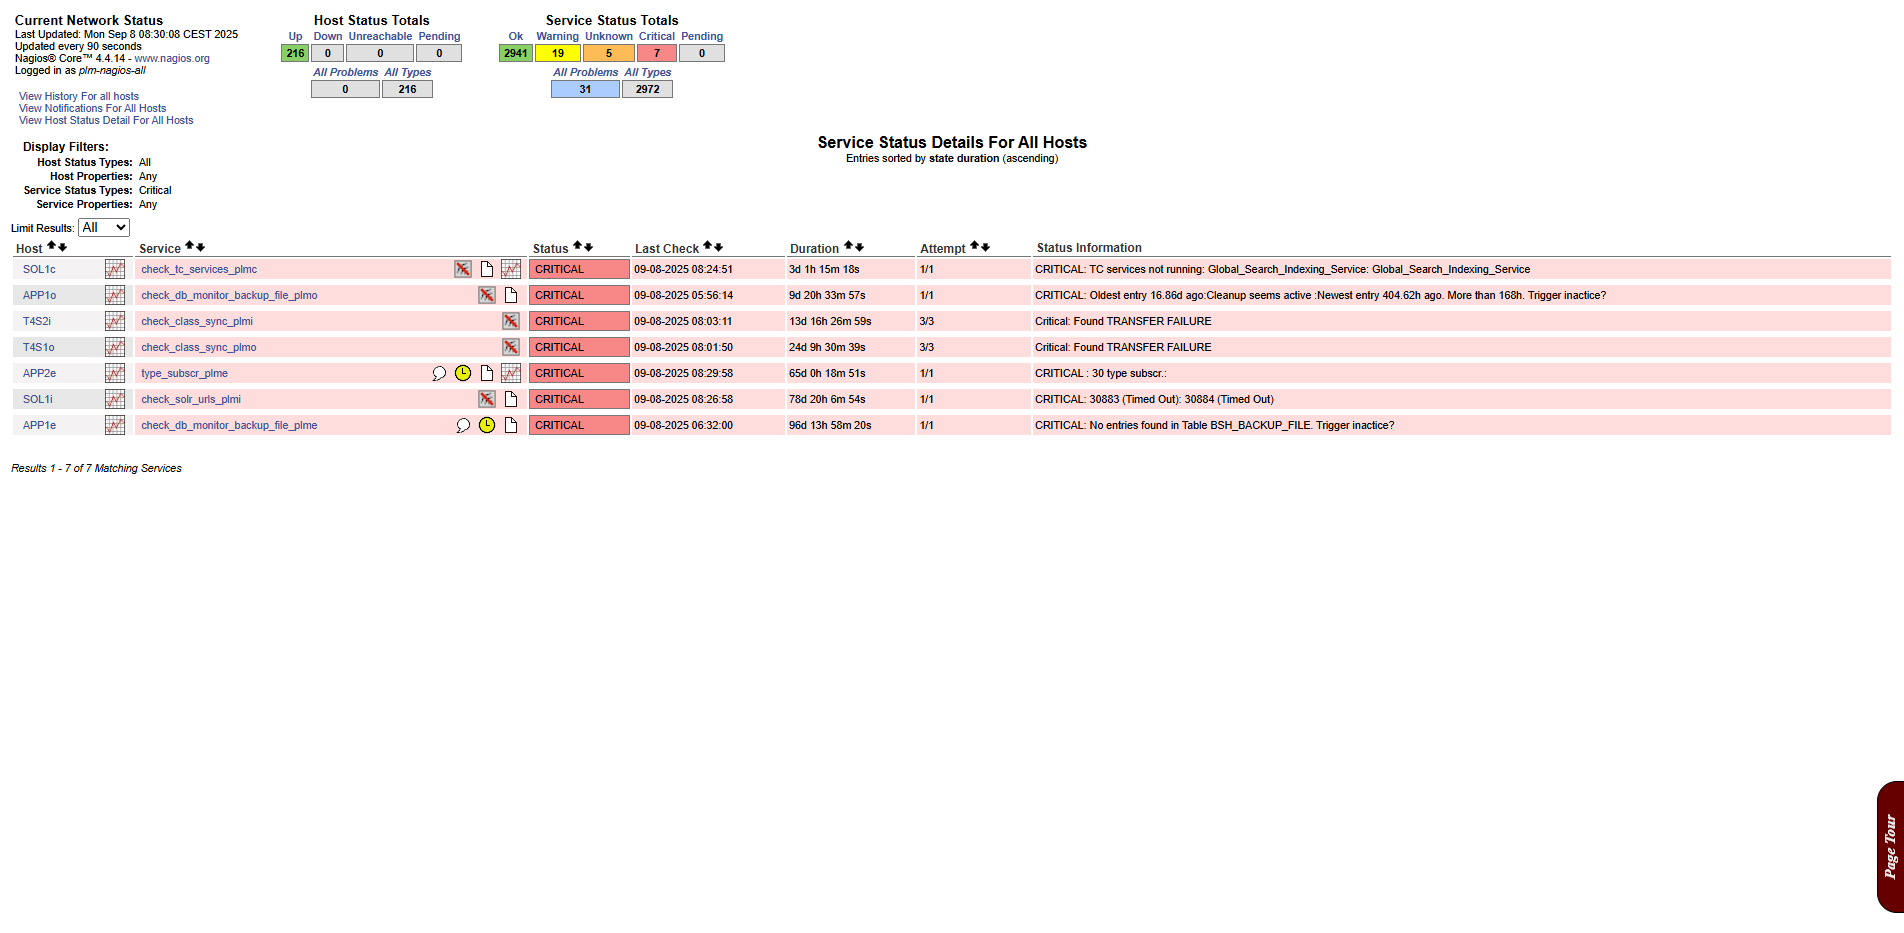 Current Network Status
Last Updated: Mon Sep 8 08:30:08 CEST 2025
Updated every 90 seconds
Nagios® Core™ 4.4.14 - www.nagios.org
Logged in as plm-nagios-all
View History For all hosts
View Notifications For All Hosts
View Host Status Detail For All Hosts
Host Status Totals
Up Down Unreachable Pending
216 0 0 0
All Problems All Types
0 216
Service Status Totals
Ok Warning Unknown Critical Pending
2941 19 5 7 0
All Problems All Types
31 2972
Display Filters:
Host Status Types: All
Host Properties: Any
Service Status Types: Critical
Service Properties: Any
Service Status Details For All Hosts
Entries sorted by state duration (ascending)
Limit Results: All
Host Service Status Last Check Duration Attempt Status Information
SOL1c check_tc_services_plmc CRITICAL 09-08-2025 08:24:51 3d 1h 15m 18s 1/1 CRITICAL: TC services not running: Global_Search_Indexing_Service: Global_Search_Indexing_Service
APP1o check_db_monitor_backup_file_plmo CRITICAL 09-08-2025 05:56:14 9d 20h 33m 57s 1/1 CRITICAL: Oldest entry 16.86d ago:Cleanup seems active :Newest entry 404.62h ago. More than 168h. Trigger inactice?
T4S2i check_class_sync_plmi CRITICAL 09-08-2025 08:03:11 13d 16h 26m 59s 3/3 Critical: Found TRANSFER FAILURE
T4S1o check_class_sync_plmo CRITICAL 09-08-2025 08:01:50 24d 9h 30m 39s 3/3 Critical: Found TRANSFER FAILURE
APP2e type_subscr_plme CRITICAL 09-08-2025 08:29:58 65d 0h 18m 51s 1/1 CRITICAL : 30 type subscr.:
SOL1i check_solr_urls_plmi CRITICAL 09-08-2025 08:26:58 78d 20h 6m 54s 1/1 CRITICAL: 30883 (Timed Out): 30884 (Timed Out)
APP1e check_db_monitor_backup_file_plme CRITICAL 09-08-2025 06:32:00 96d 13h 58m 20s 1/1 CRITICAL: No entries found in Table BSH_BACKUP_FILE. Trigger inactice?
Results 1 - 7 of 7 Matching Services
Page Tour